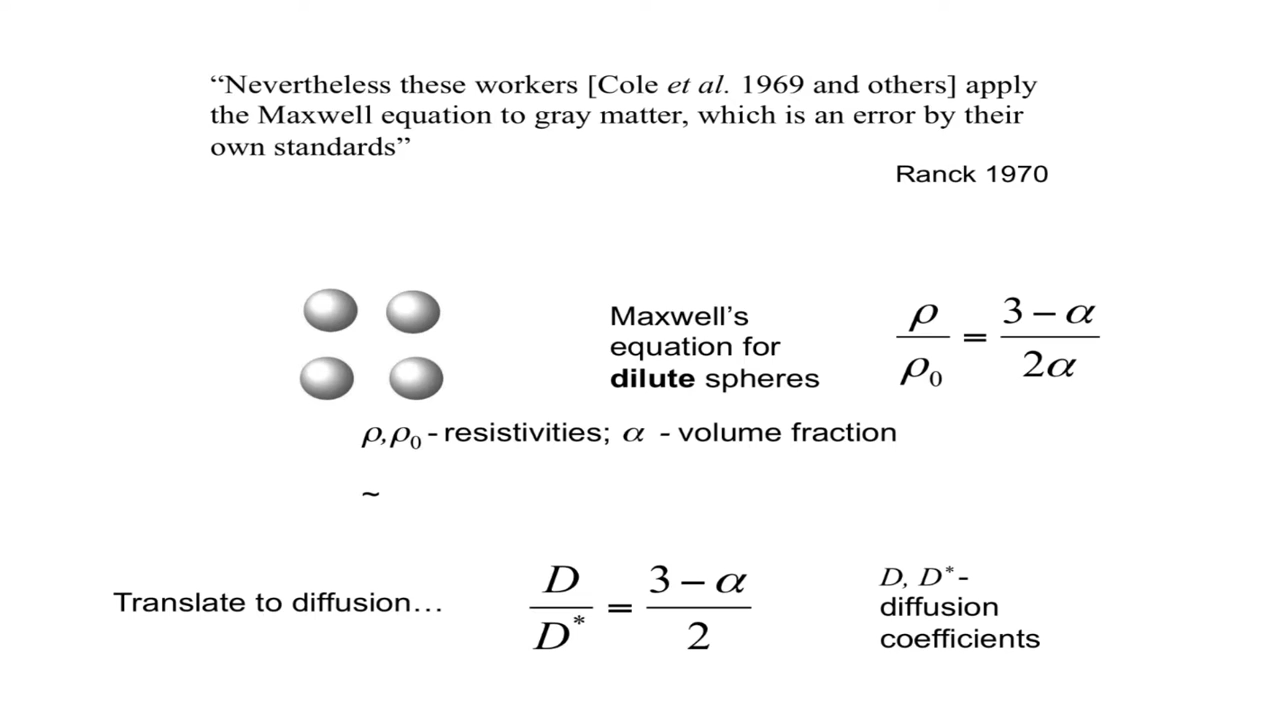 “Nevertheless these workers [Cole et al. 1969 and others] apply
the Maxwell equation to gray matter, which is an error by their
own standards”
Ranck 1970
Maxwell’s
equation for
dilute spheres
ρ/ρ₀ = (3 − α)/(2α)
ρ,ρ₀ - resistivities; α - volume fraction
~
Translate to diffusion…
D/D* = (3 − α)/2
D, D*-
diffusion
coefficients